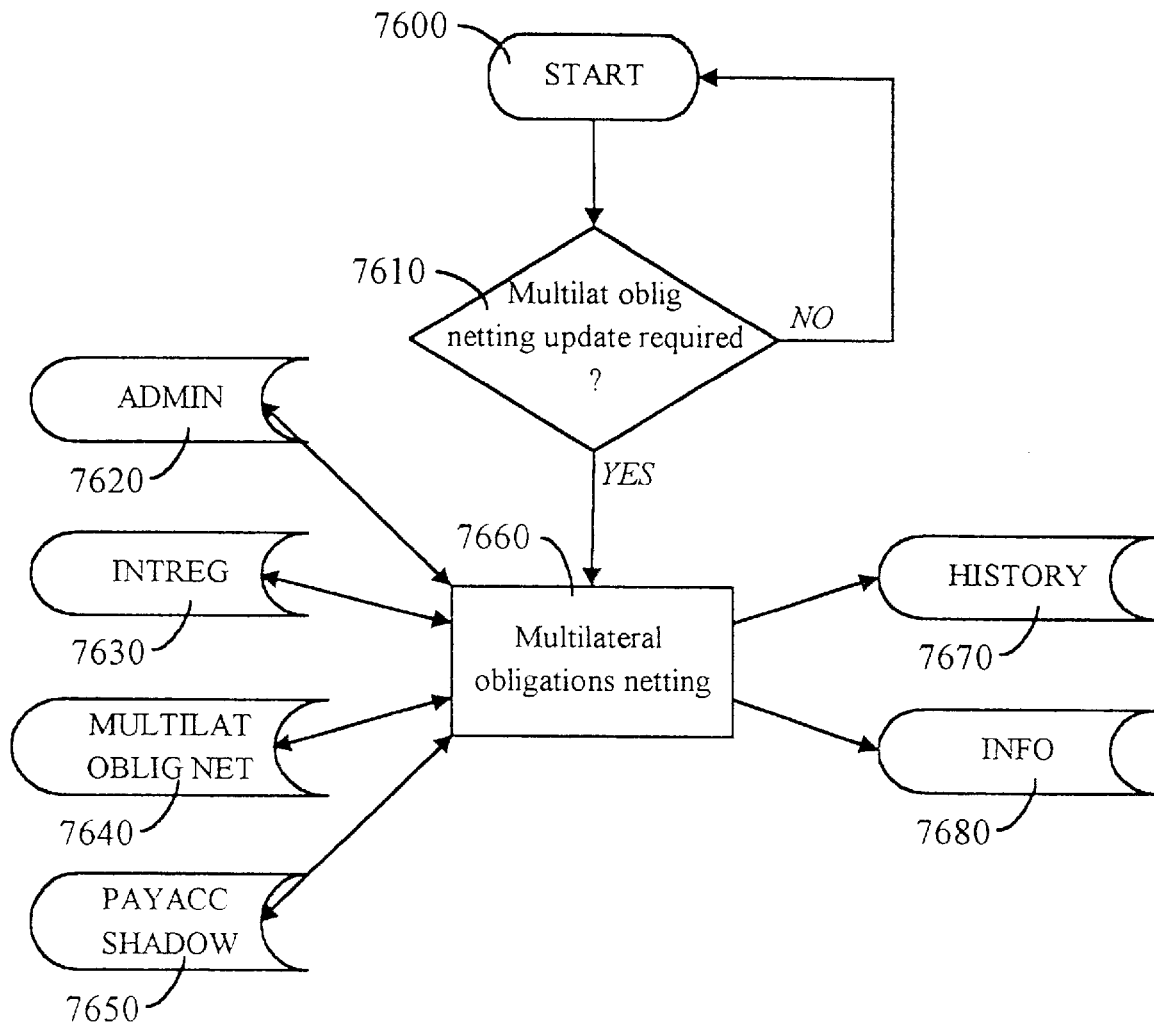 7600
START
7610
Multilat oblig
netting update required
?
NO
YES
ADMIN
7620
INTREG
7630
MULTILAT
OBLIG NET
7640
PAYACC
SHADOW
7650
7660
Multilateral
obligations netting
HISTORY
7670
INFO
7680